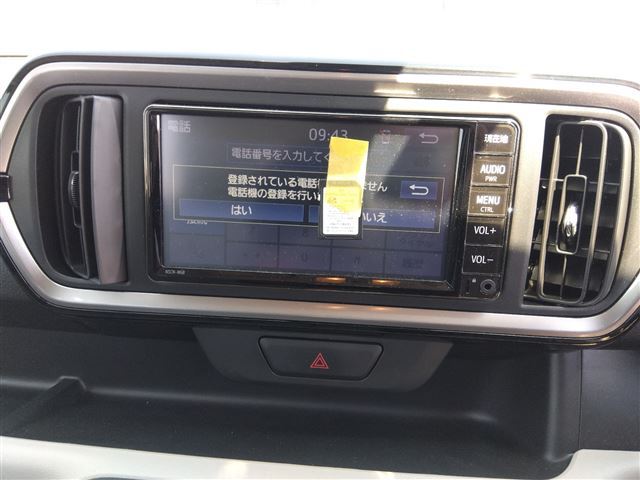 電話
09:43
電話番号を入力してく
登録されている電話
ません
電話機の登録を行い
はい
いいえ
現在地
AUDIO
PWR
MENU
CTRL
VOL+
VOL-